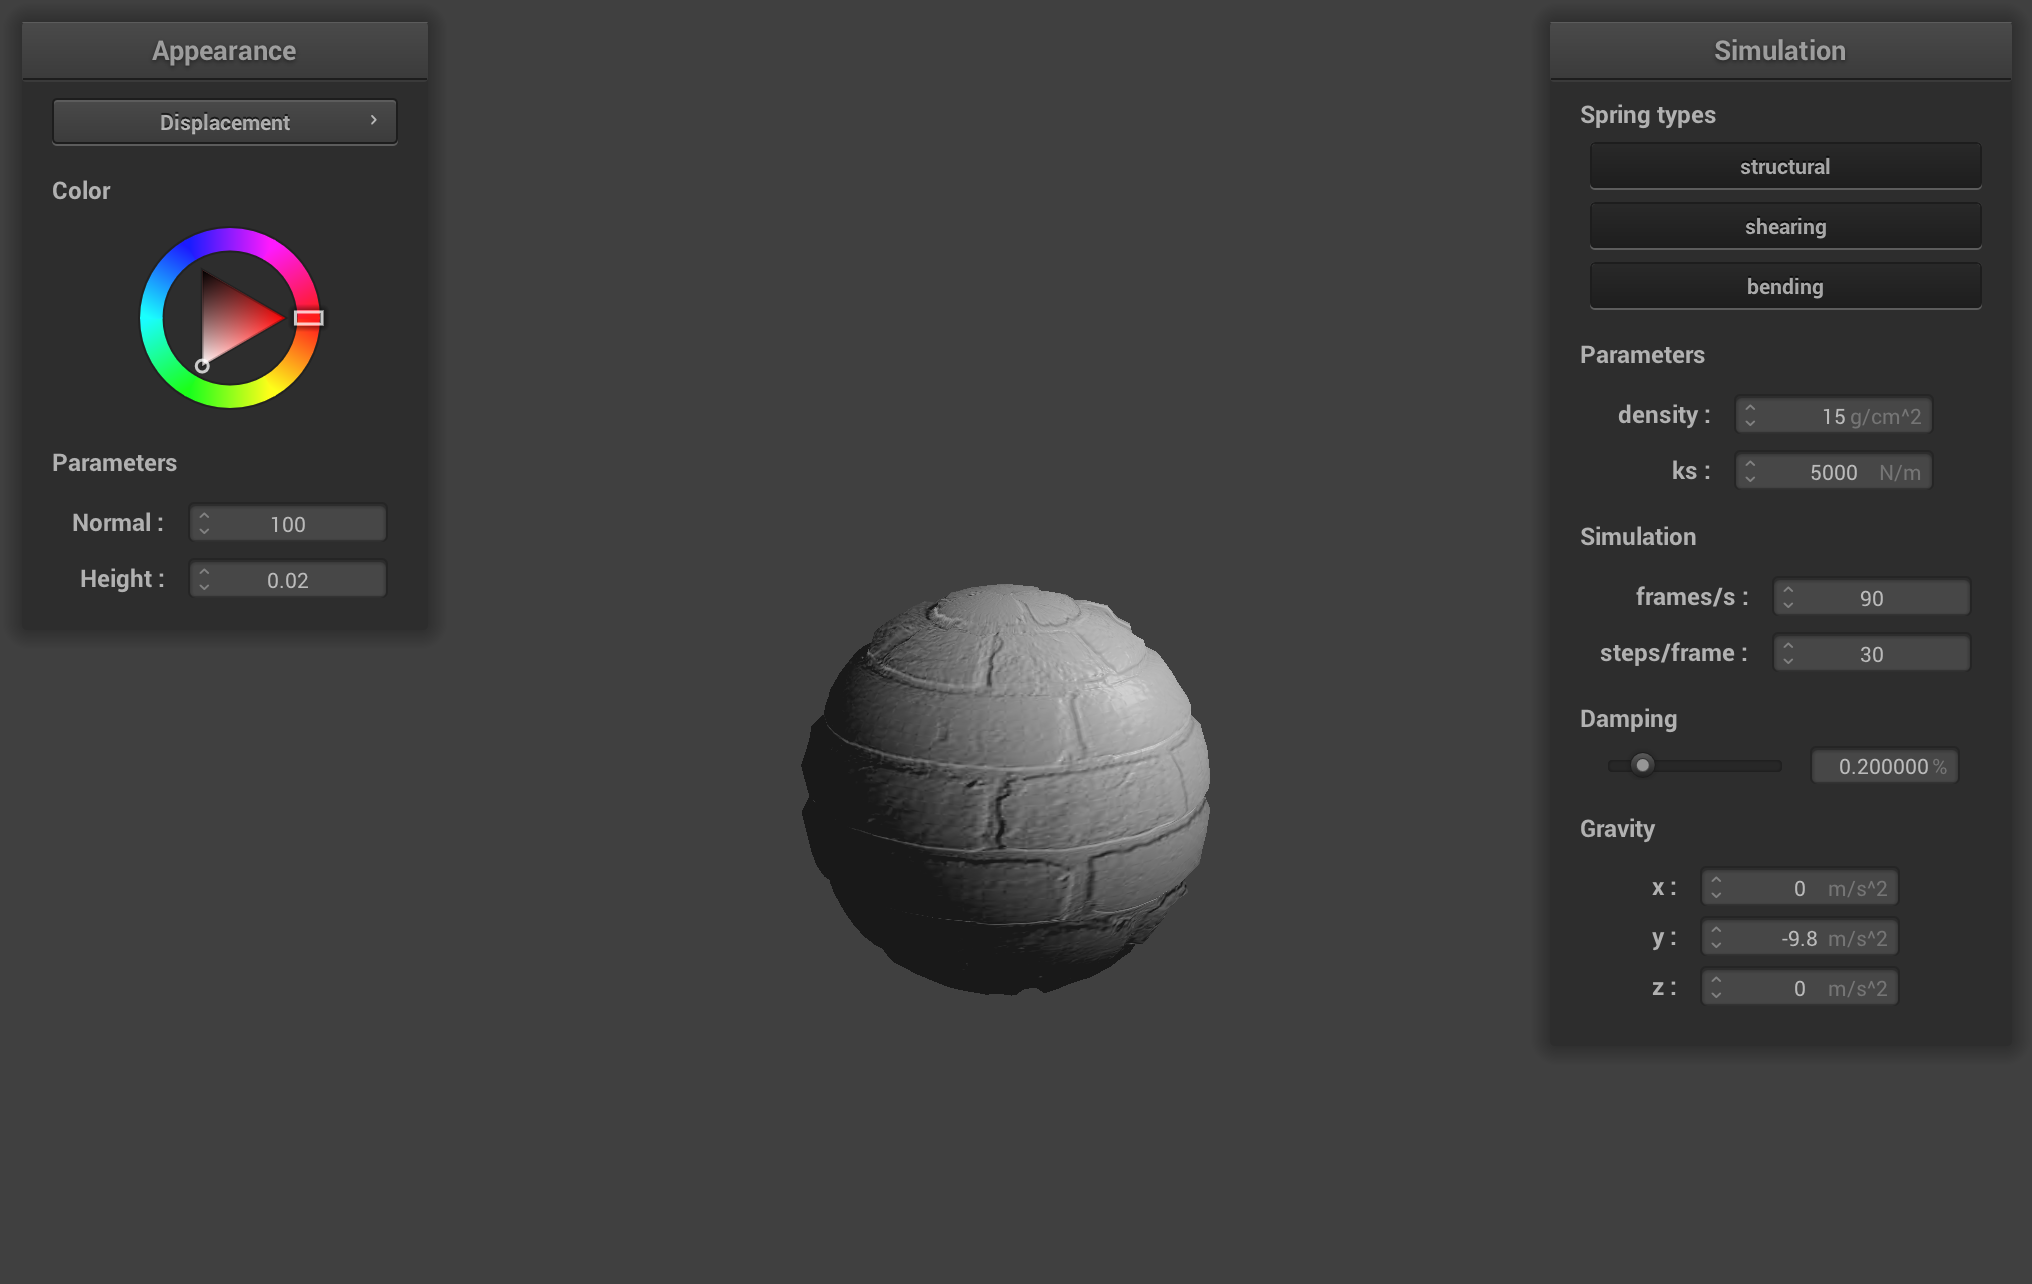 Appearance
Displacement
Color
Parameters
Normal : 100
Height : 0.02
Simulation
Spring types
structural
shearing
bending
Parameters
density : 15 g/cm^2
ks : 5000 N/m
Simulation
frames/s : 90
steps/frame : 30
Damping
0.200000 %
Gravity
x : 0 m/s^2
y : -9.8 m/s^2
z : 0 m/s^2